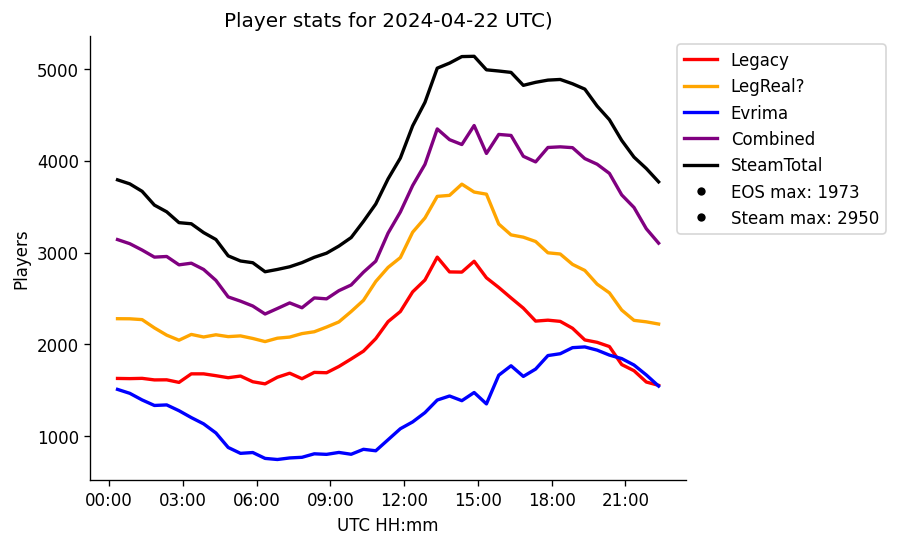 Player stats for 2024-04-22 UTC)
5000
4000
3000
2000
1000
Players
00:00 03:00 06:00 09:00 12:00 15:00 18:00 21:00
UTC HH:mm
Legacy
LegReal?
Evrima
Combined
SteamTotal
EOS max: 1973
Steam max: 2950